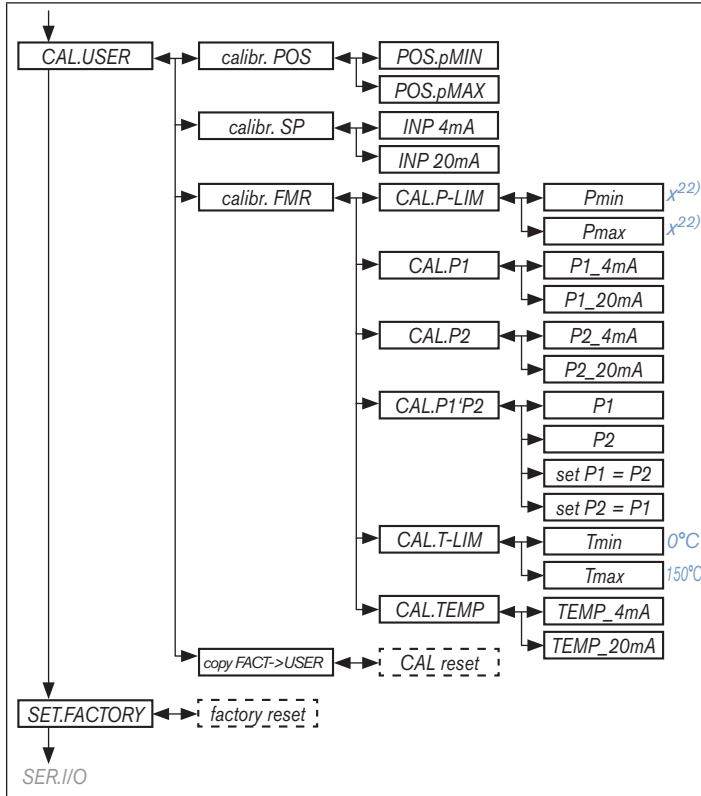 CAL.USER calibr. POS POS.pMIN
POS.pMAX
calibr. SP INP 4mA
INP 20mA
calibr. FMR CAL.P-LIM Pmin x22)
Pmax x22)
CAL.P1 P1_4mA
P1_20mA
CAL.P2 P2_4mA
P2_20mA
CAL.P1'P2 P1
P2
set P1 = P2
set P2 = P1
CAL.T-LIM Tmin 0°C
Tmax 150°C
CAL.TEMP TEMP_4mA
TEMP_20mA
copy FACT->USER CAL reset
SET.FACTORY factory reset
SER.I/O